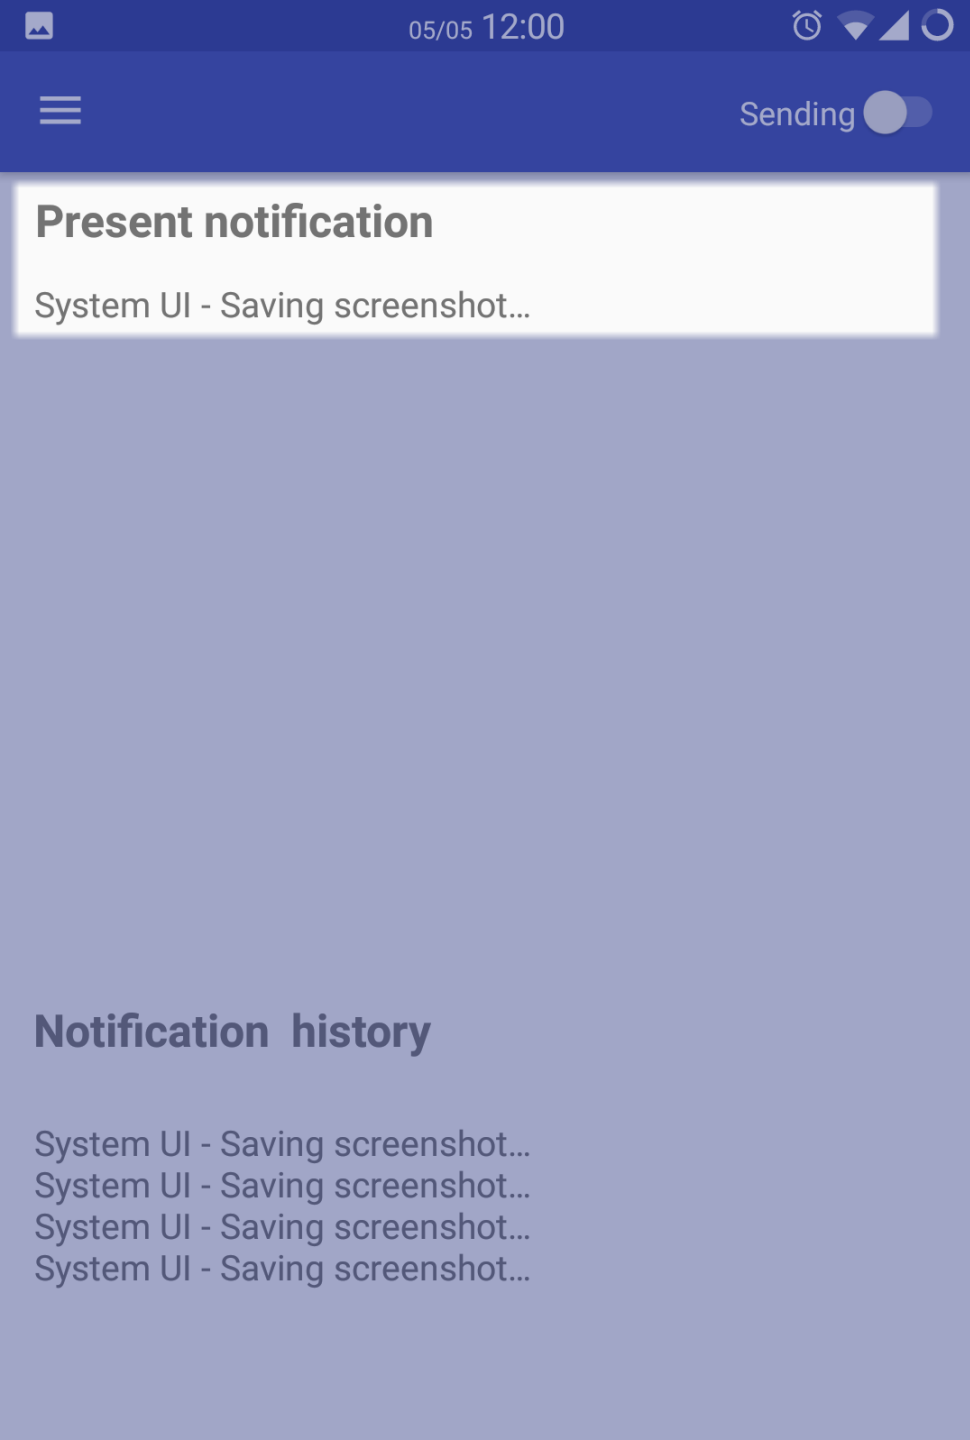 05/05 12:00
Sending
Present notification
System UI - Saving screenshot...
Notification history
System UI - Saving screenshot...
System UI - Saving screenshot...
System UI - Saving screenshot...
System UI - Saving screenshot...